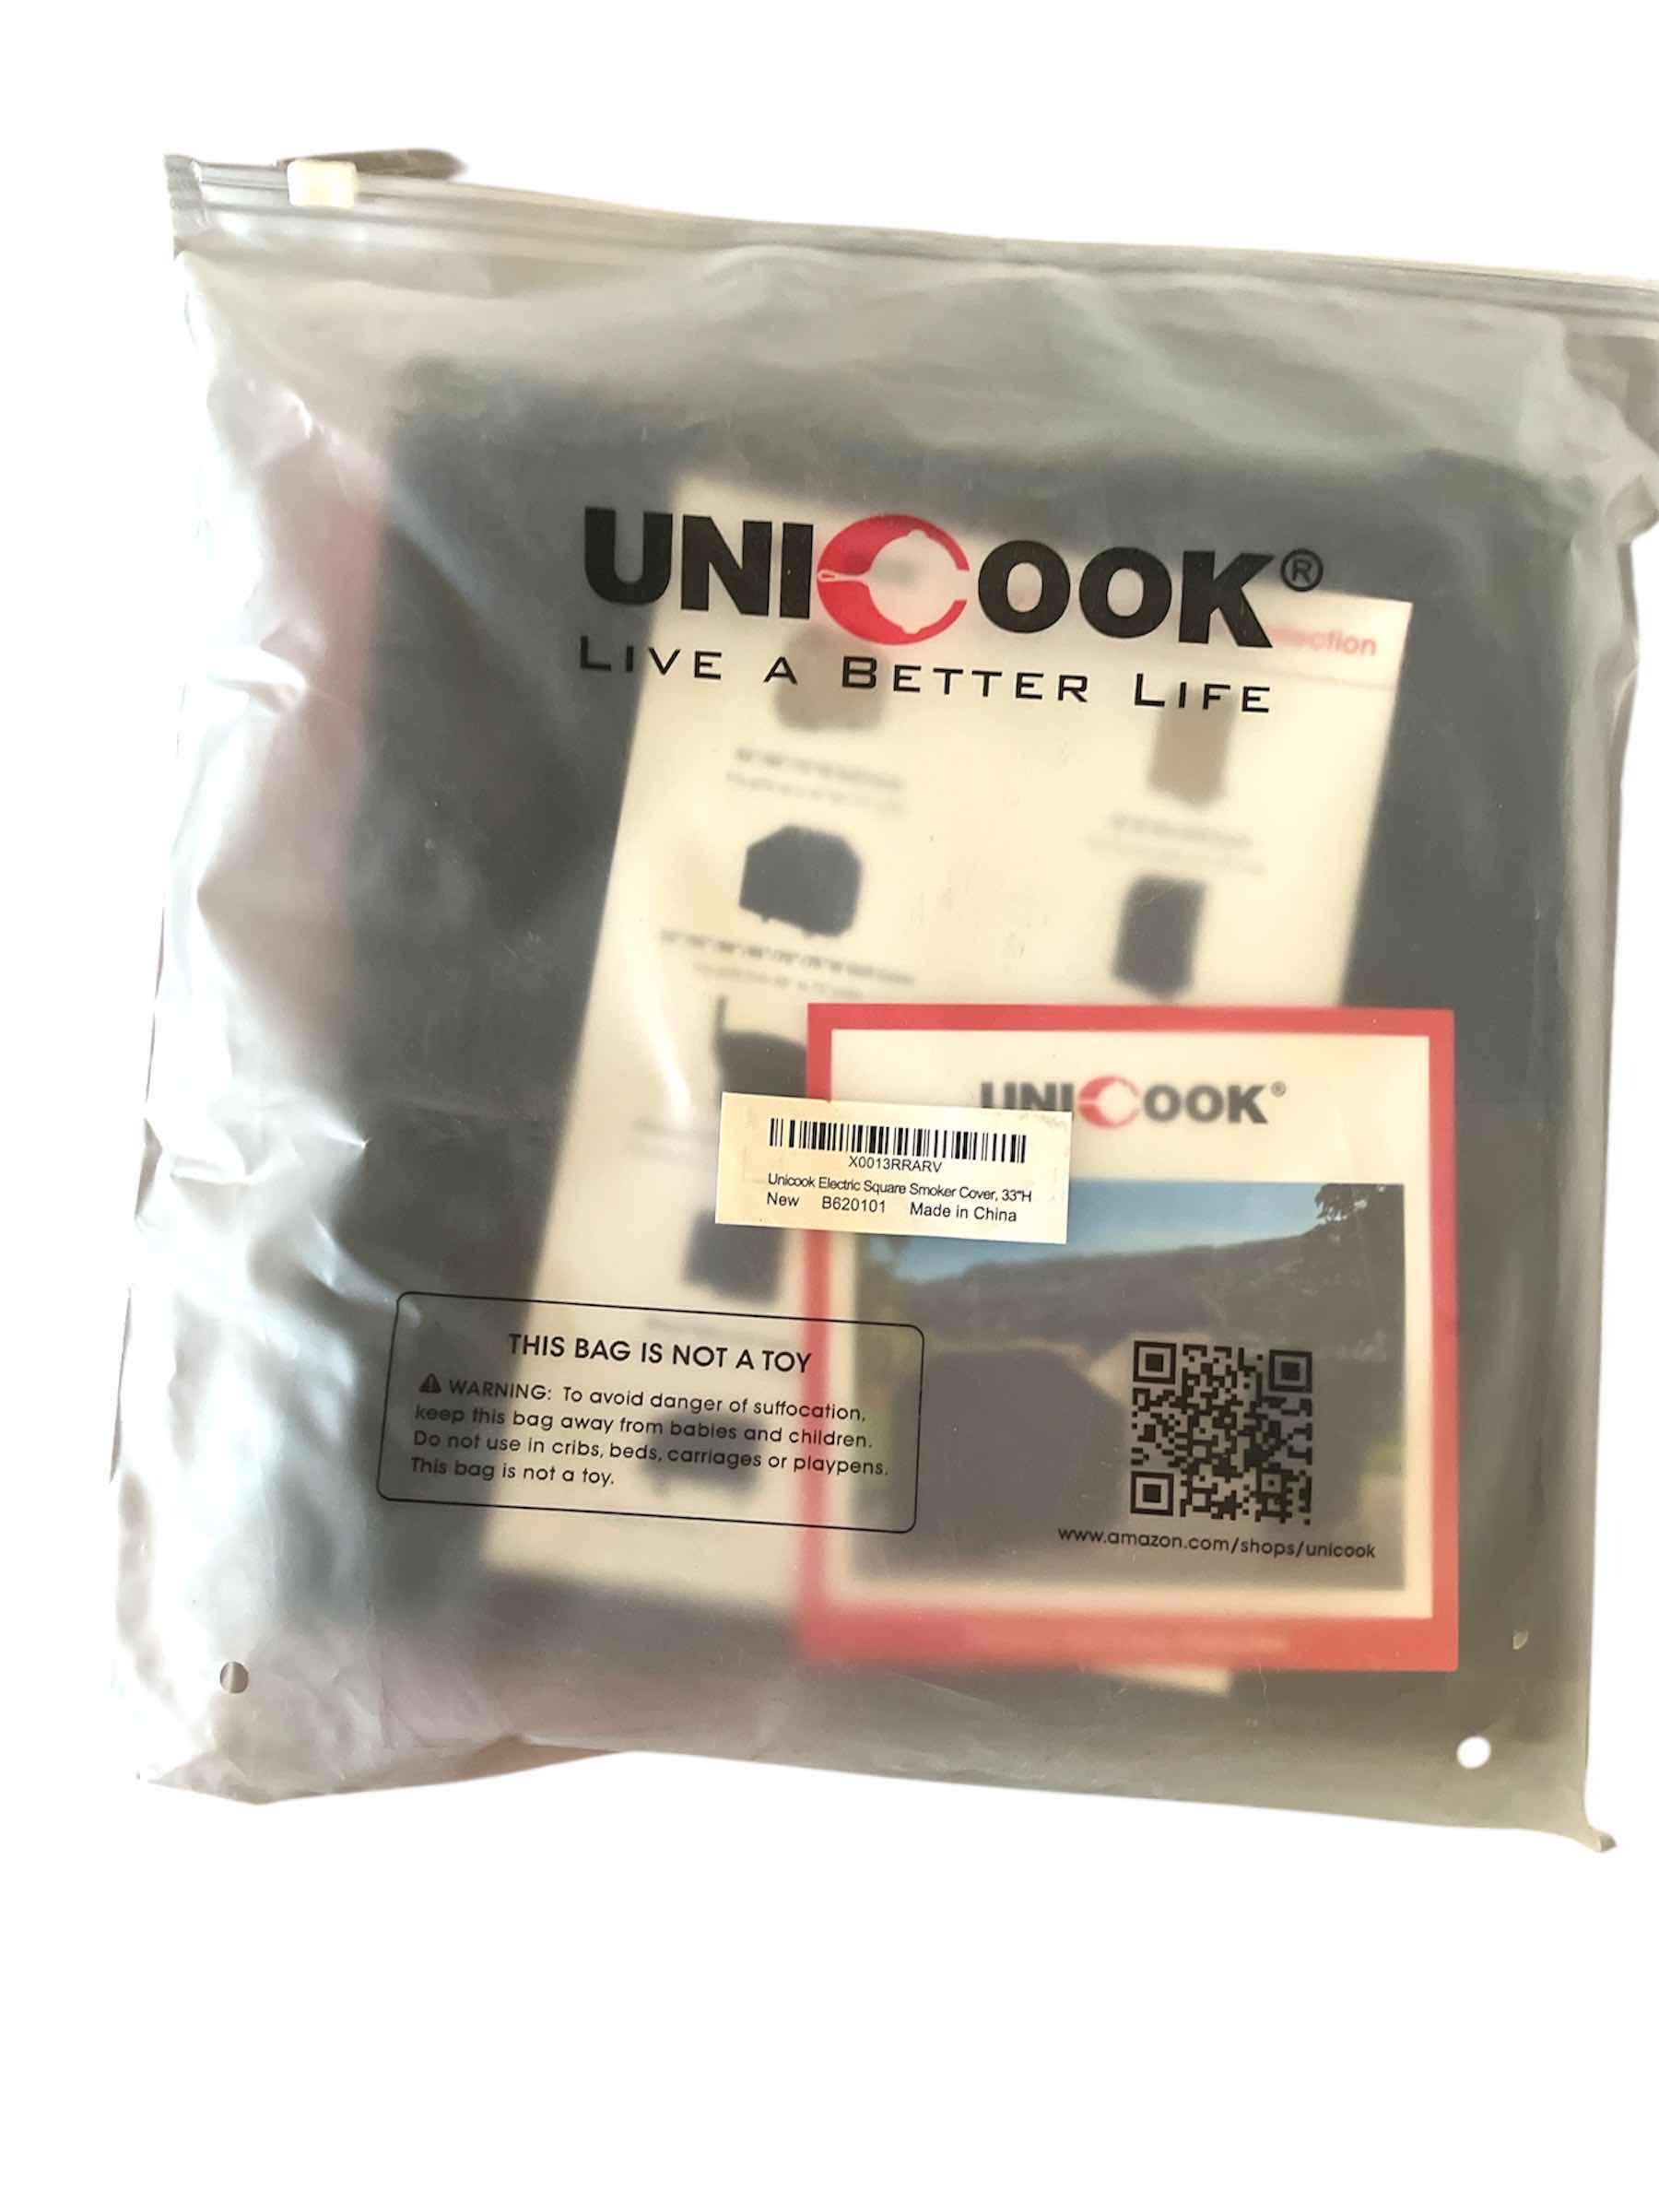 UNICOOK®
LIVE A BETTER LIFE
UNICOOK®
X0013RRARV
Unicook Electric Square Smoker Cover, 33"H
New B620101 Made in China
THIS BAG IS NOT A TOY
⚠ WARNING: To avoid danger of suffocation,
keep this bag away from babies and children.
Do not use in cribs, beds, carriages or playpens.
This bag is not a toy.
www.amazon.com/shops/unicook